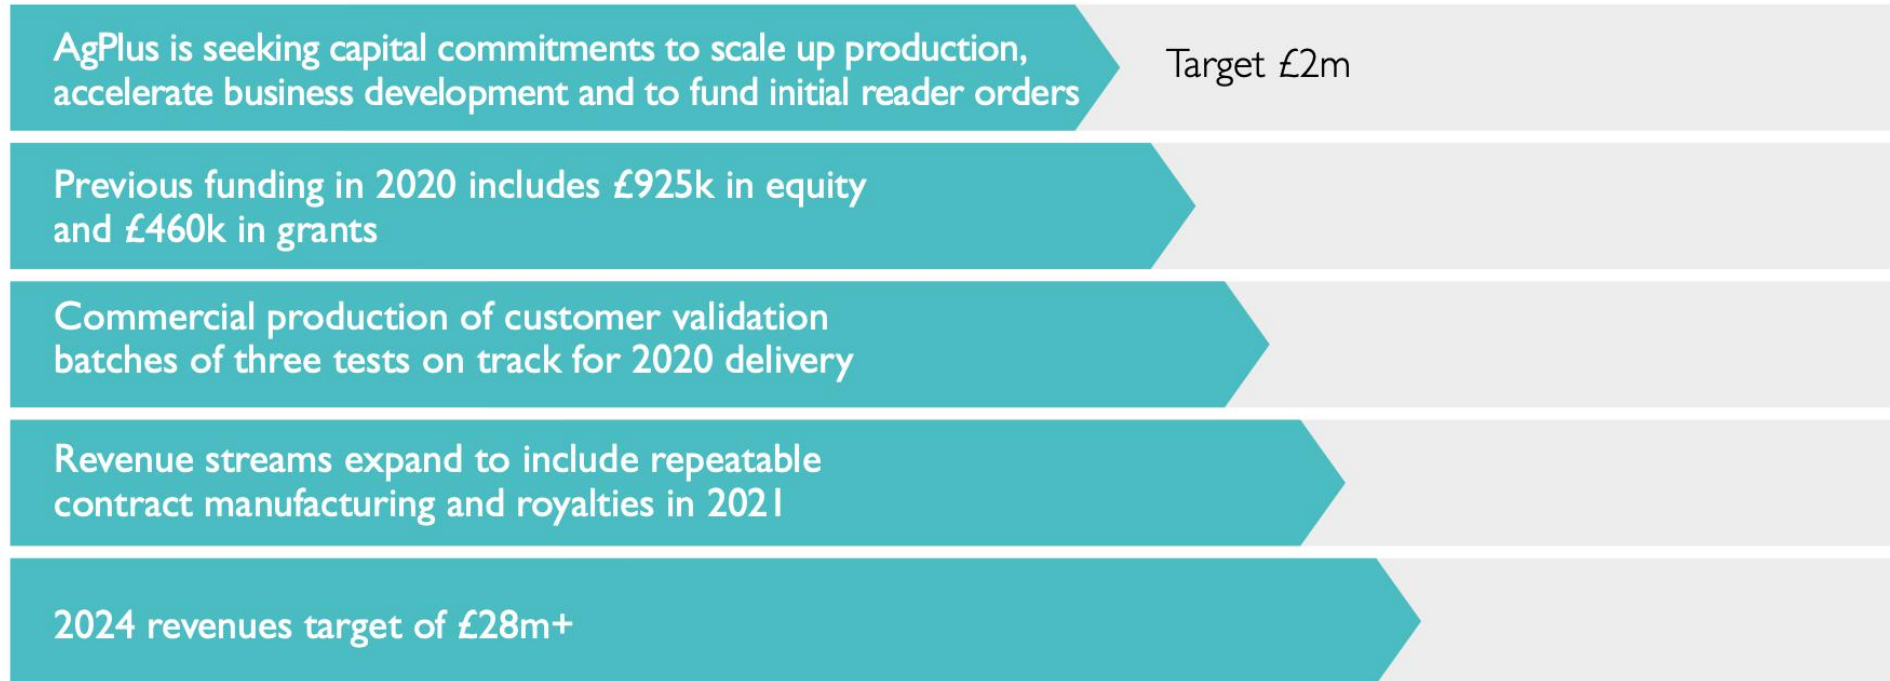 AgPlus is seeking capital commitments to scale up production,
accelerate business development and to fund initial reader orders
Target £2m
Previous funding in 2020 includes £925k in equity
and £460k in grants
Commercial production of customer validation
batches of three tests on track for 2020 delivery
Revenue streams expand to include repeatable
contract manufacturing and royalties in 2021
2024 revenues target of £28m+